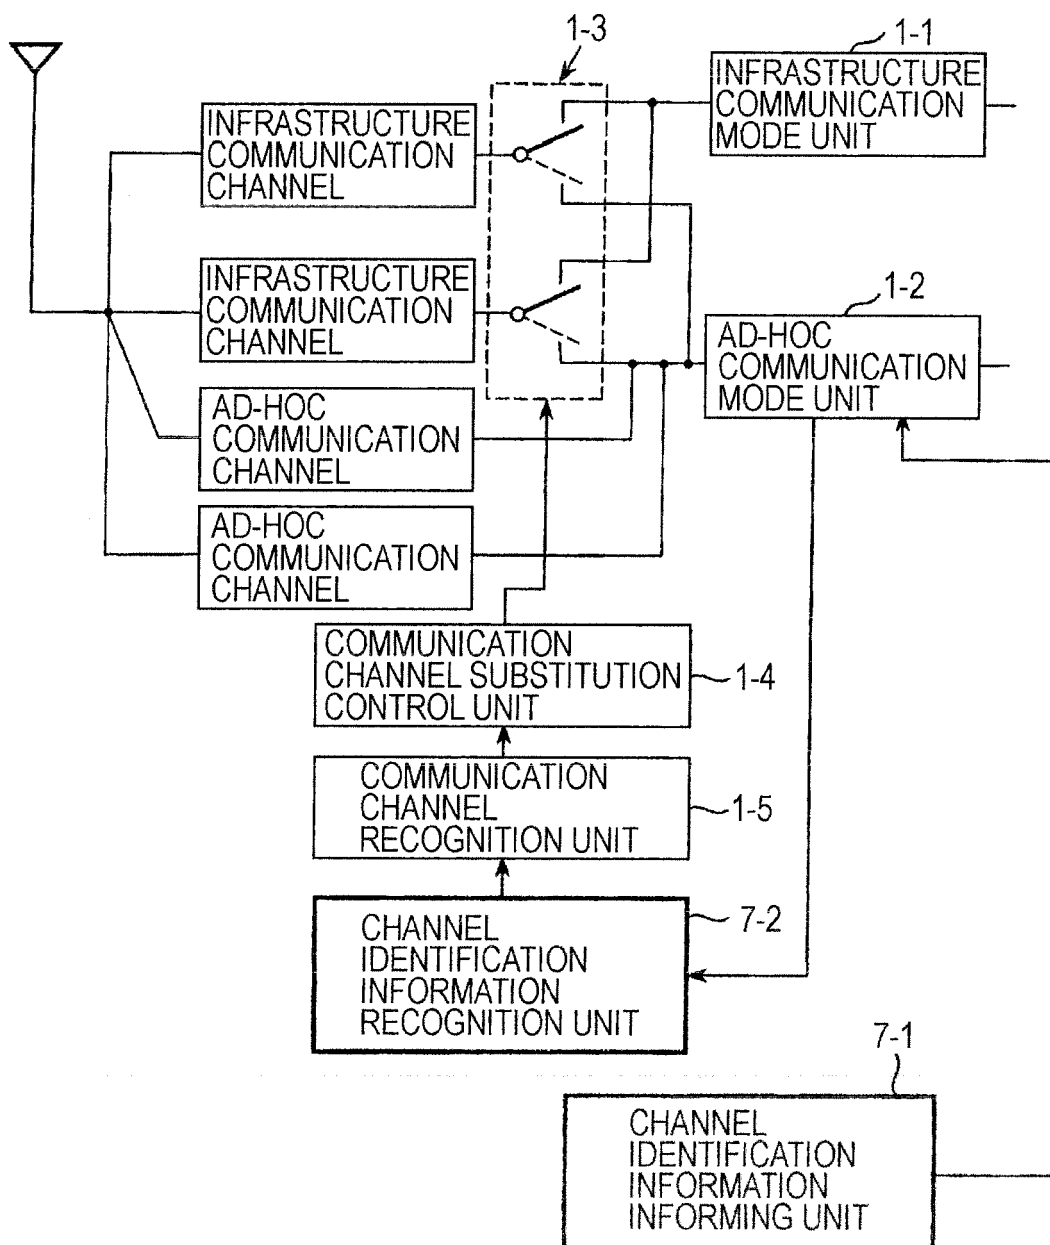 1-3
1-1
INFRASTRUCTURE
COMMUNICATION
MODE UNIT
INFRASTRUCTURE
COMMUNICATION
CHANNEL
INFRASTRUCTURE
COMMUNICATION
CHANNEL
1-2
AD-HOC
COMMUNICATION
MODE UNIT
AD-HOC
COMMUNICATION
CHANNEL
AD-HOC
COMMUNICATION
CHANNEL
COMMUNICATION
CHANNEL SUBSTITUTION
CONTROL UNIT
1-4
COMMUNICATION
CHANNEL
RECOGNITION UNIT
1-5
CHANNEL
IDENTIFICATION
INFORMATION
RECOGNITION UNIT
7-2
7-1
CHANNEL
IDENTIFICATION
INFORMATION
INFORMING UNIT